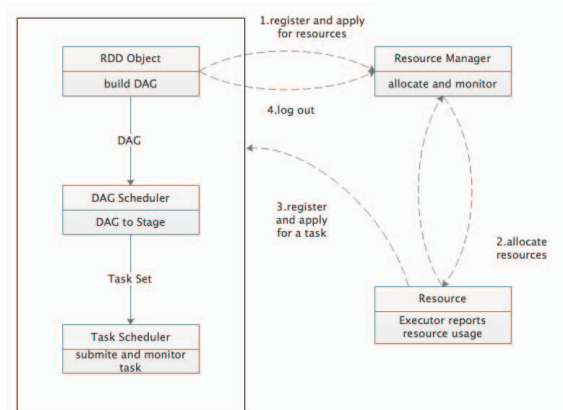 1.register and apply
for resources
RDD Object
build DAG
Resource Manager
allocate and monitor
4.log out
DAG
DAG Scheduler
DAG to Stage
3.register
and apply
for a task
2.allocate
resources
Task Set
Resource
Executor reports
resource usage
Task Scheduler
submite and monitor
task